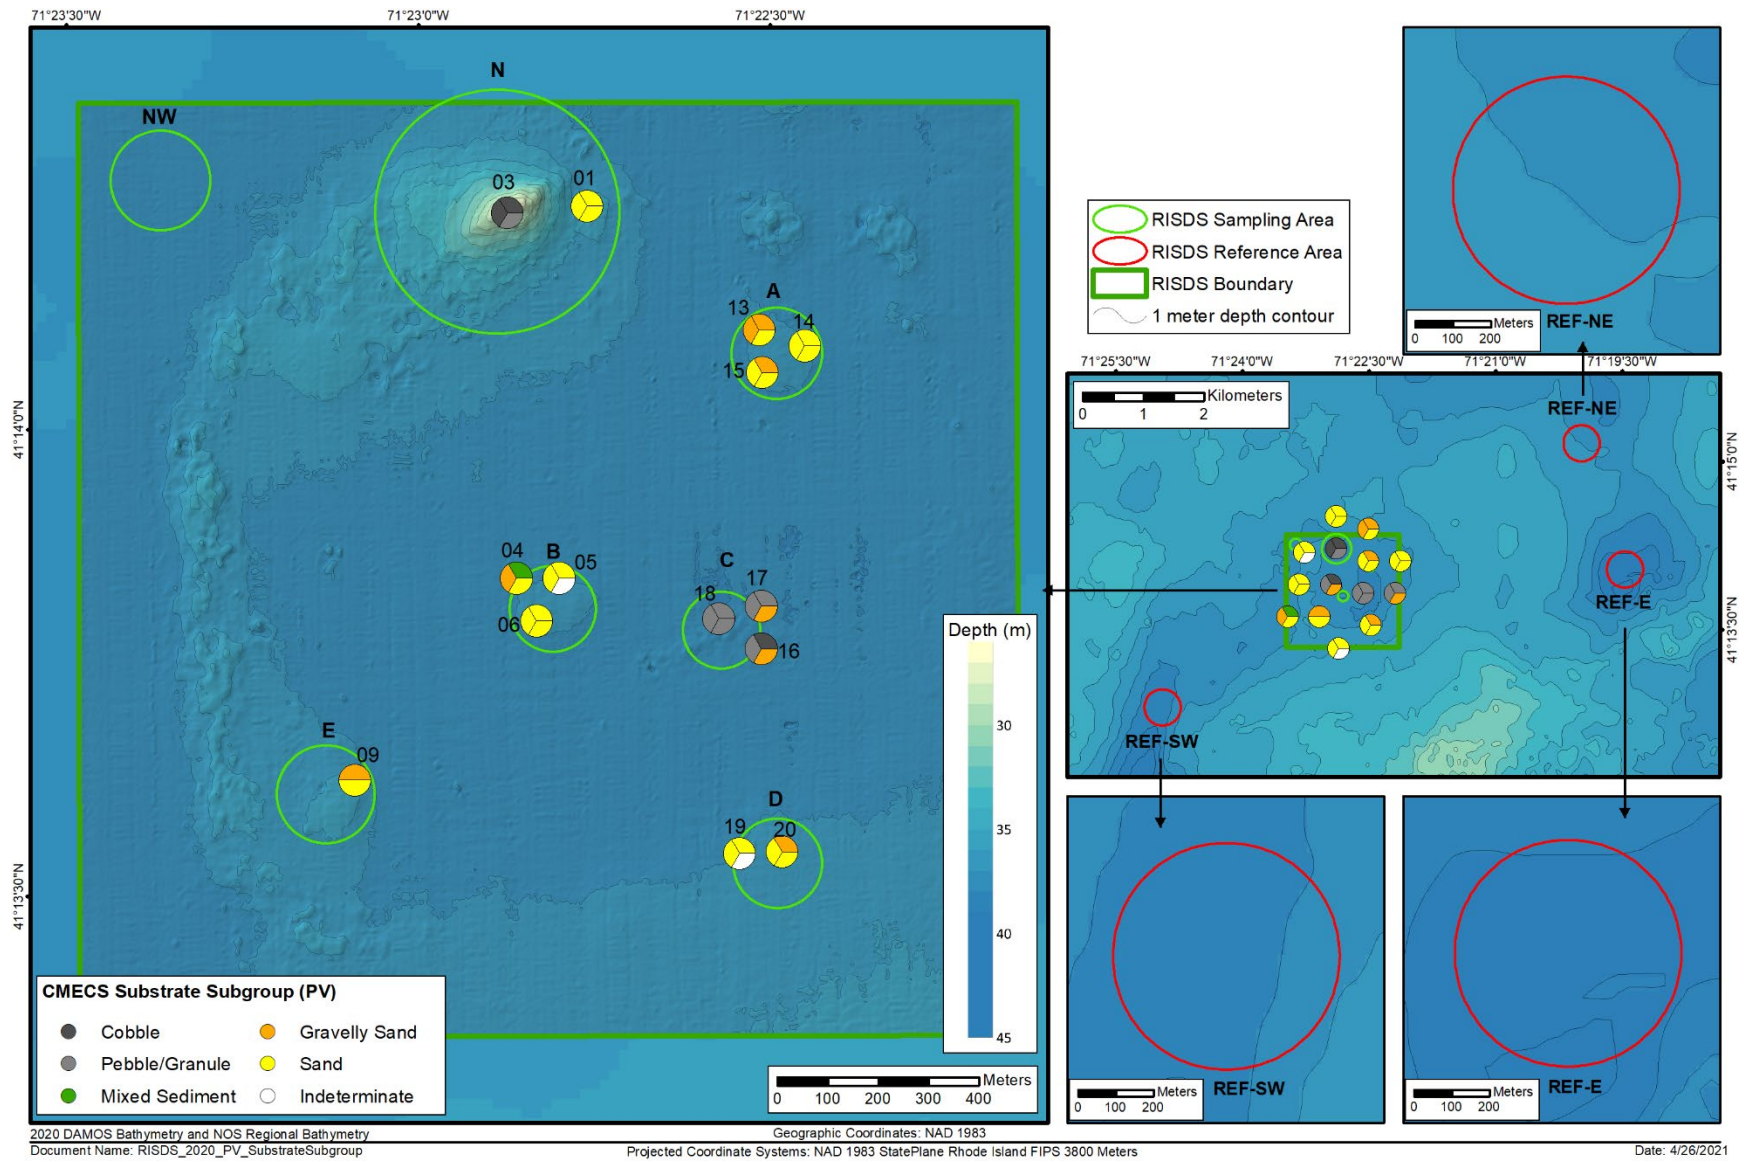 71°23'30"W
71°23'0"W
71°22'30"W
N
NW
03
01
A
13
14
15
41°14'0"N
04
B
05
06
C
17
18
16
E
09
D
19
20
41°13'30"N
Depth (m)
30
35
40
45
CMECS Substrate Subgroup (PV)
Cobble
Gravelly Sand
Pebble/Granule
Sand
Mixed Sediment
Indeterminate
Meters
0 100 200 300 400
RISDS Sampling Area
RISDS Reference Area
RISDS Boundary
1 meter depth contour
Meters
0 100 200
REF-NE
71°25'30"W
71°24'0"W
71°22'30"W
71°21'0"W
71°19'30"W
Kilometers
0 1 2
REF-NE
41°15'0"N
REF-E
41°13'30"N
REF-SW
Meters
0 100 200
REF-SW
Meters
0 100 200
REF-E
2020 DAMOS Bathymetry and NOS Regional Bathymetry
Geographic Coordinates: NAD 1983
Document Name: RISDS_2020_PV_SubstrateSubgroup
Projected Coordinate Systems: NAD 1983 StatePlane Rhode Island FIPS 3800 Meters
Date: 4/26/2021